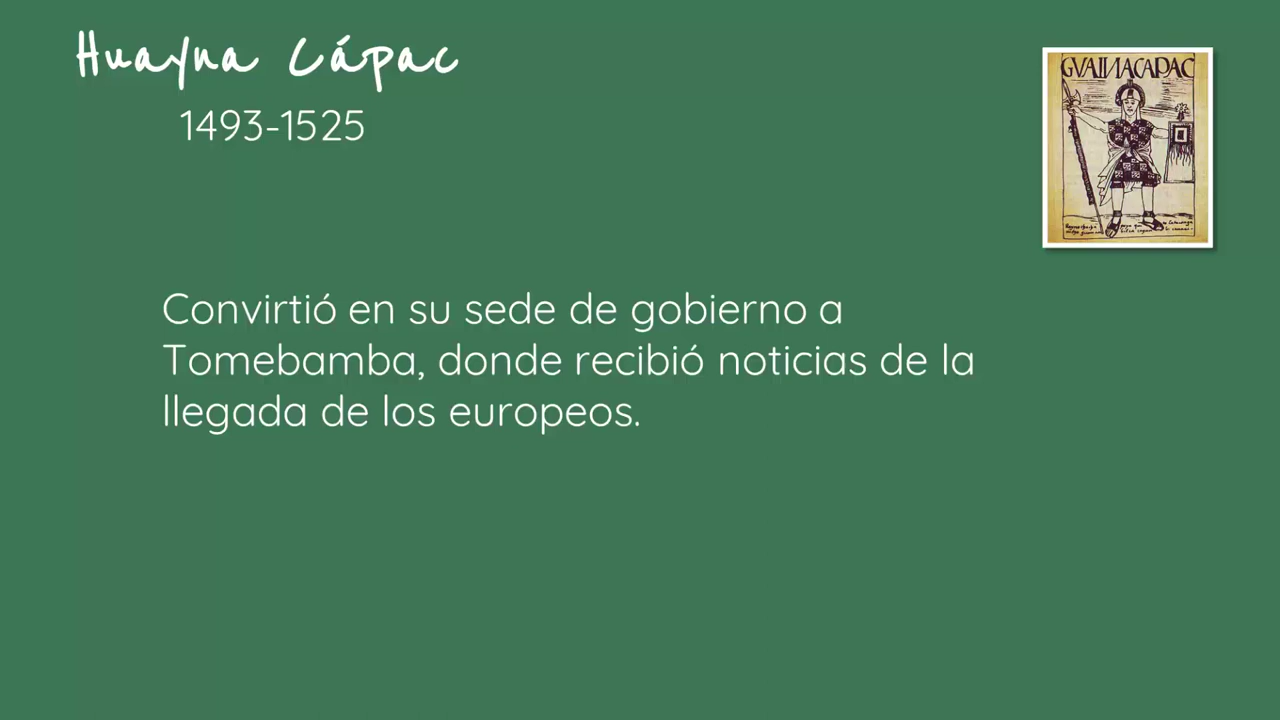 Huayna Cápac
1493-1525
GVAIИACAPAC
Convirtió en su sede de gobierno a
Tomebamba, donde recibió noticias de la
llegada de los europeos.